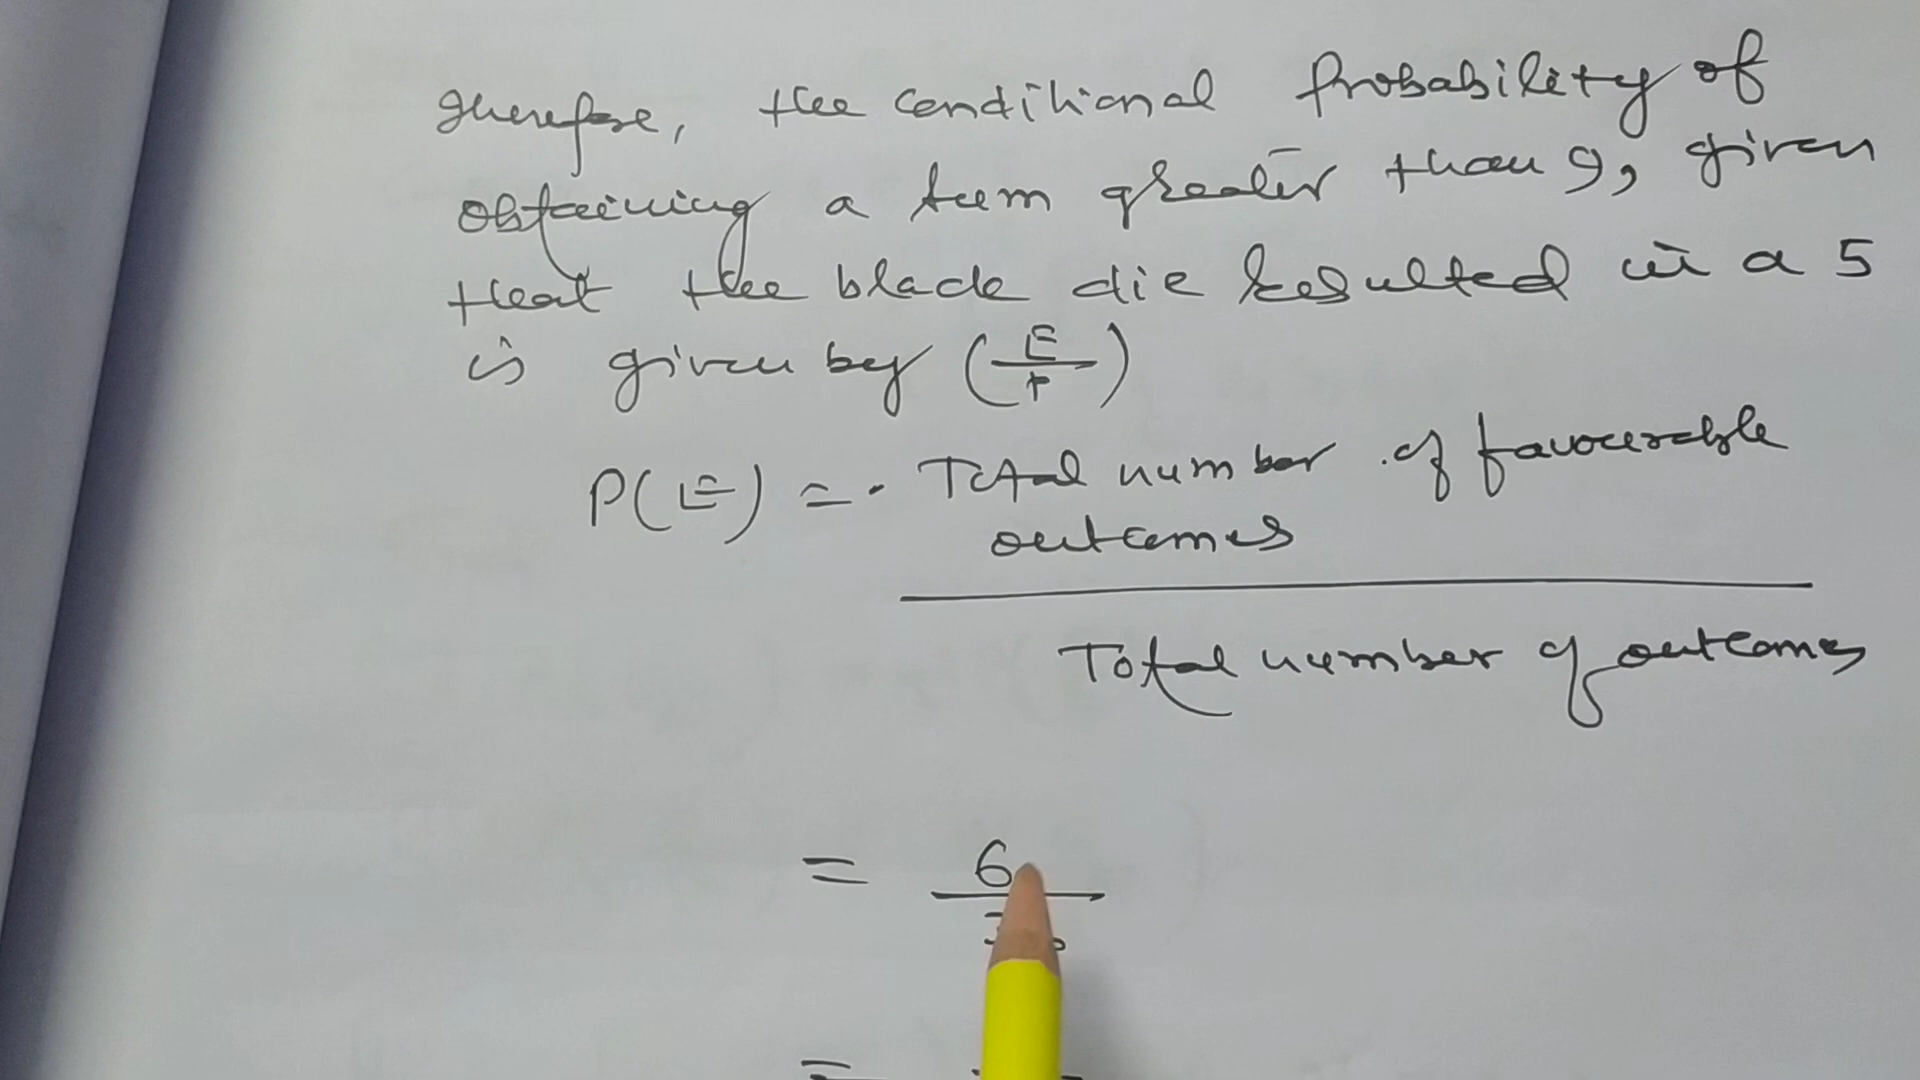 Therefore, the conditional Probability of
obtaining a sum greater than 9, given
that the black die resulted in a 5
is given by (E/F)
P(E) = Total number of favourable
outcomes
Total number of outcomes
= 6
=